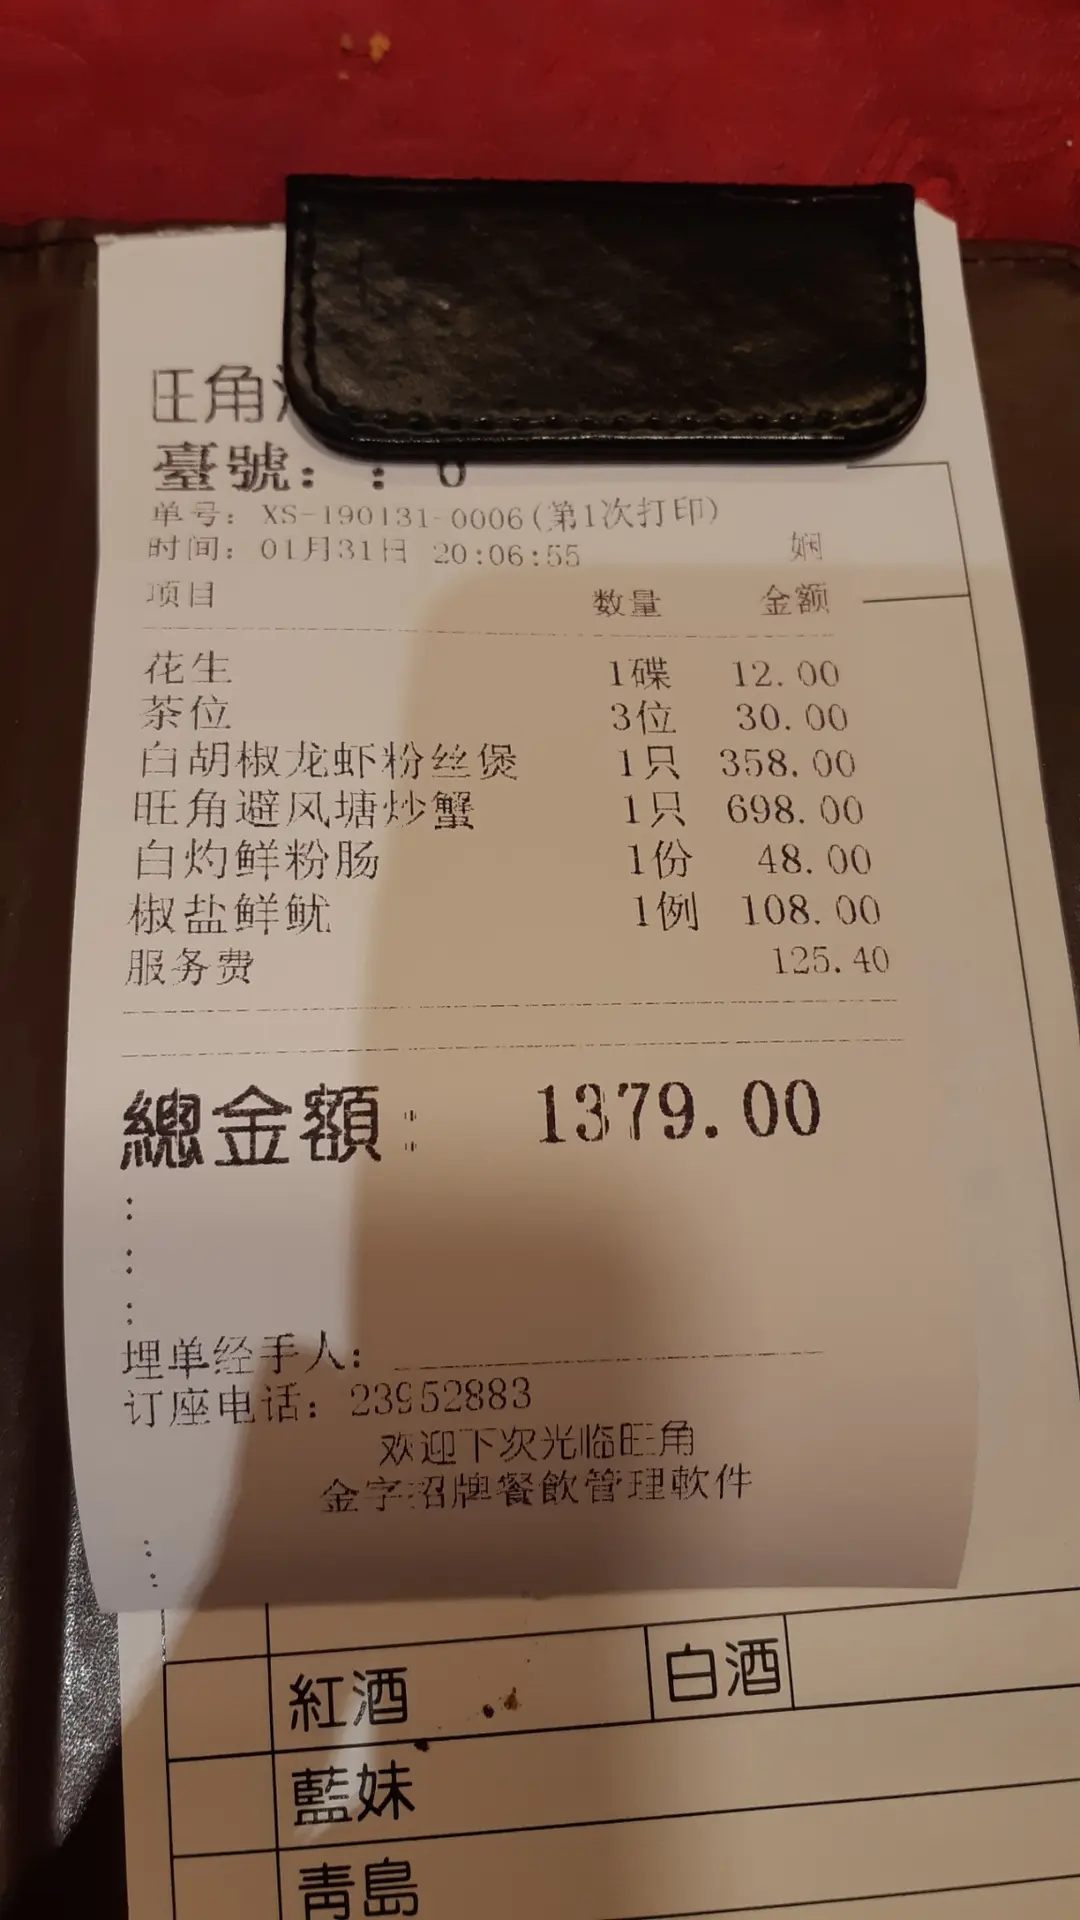 旺角
臺號：：0
单号：XS-190131-0006(第1次打印)
时间：01月31日 20:06:55 娴
项目 数量 金额
花生 1碟 12.00
茶位 3位 30.00
白胡椒龙虾粉丝煲 1只 358.00
旺角避风塘炒蟹 1只 698.00
白灼鲜粉肠 1份 48.00
椒盐鲜鱿 1例 108.00
服务费 125.40
總金額： 1379.00
：
：
：
埋单经手人：
订座电话：23952883
欢迎下次光临旺角
金字招牌餐飲管理軟件
紅酒 白酒
藍妹
青島